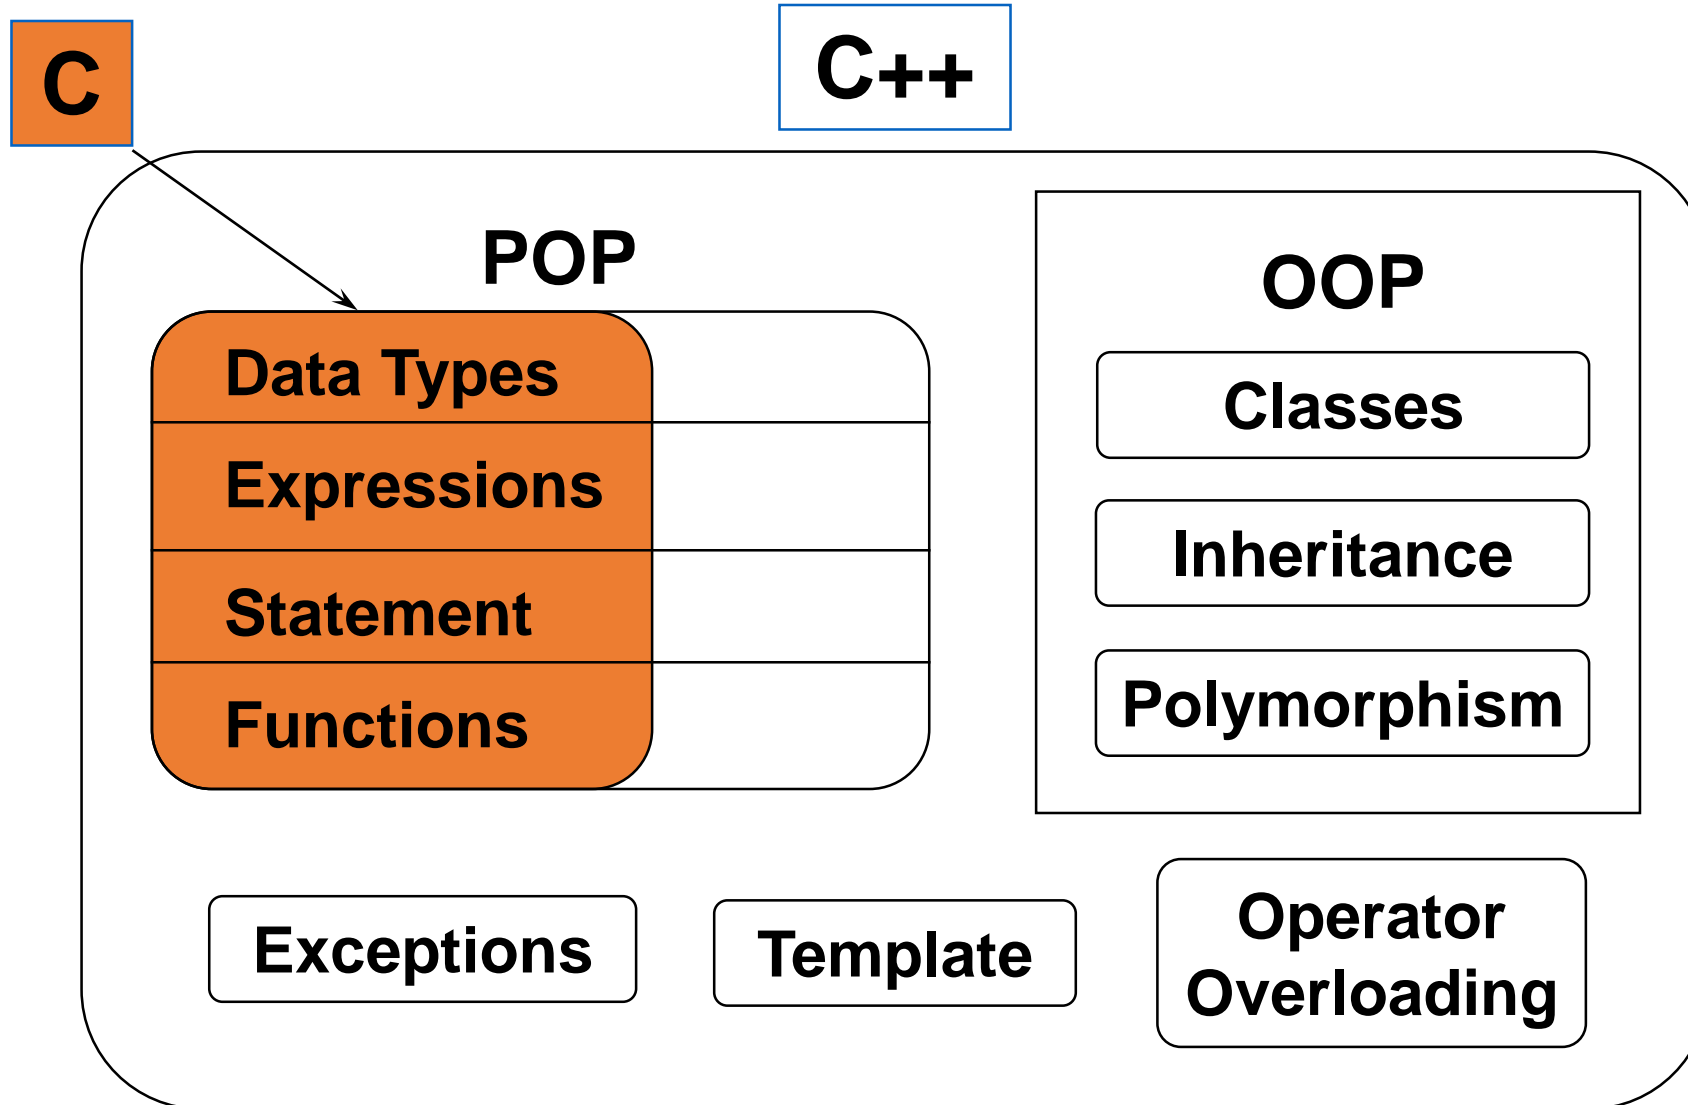 C
C++
POP
Data Types
Expressions
Statement
Functions
OOP
Classes
Inheritance
Polymorphism
Exceptions
Template
Operator
Overloading